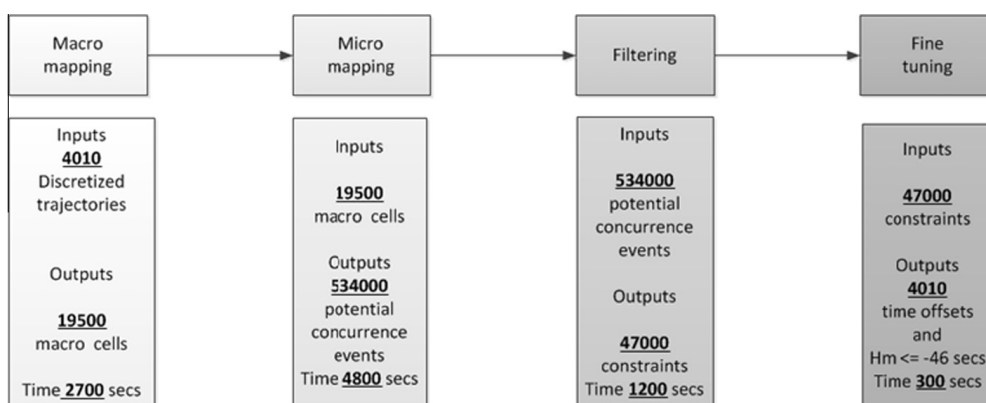 Macro
mapping
Micro
mapping
Filtering
Fine
tuning
Inputs
4010
Discretized
trajectories
Outputs
19500
macro cells
Time 2700 secs
Inputs
19500
macro cells
Outputs
534000
potential
concurrence
events
Time 4800 secs
Inputs
534000
potential
concurrence
events
Outputs
47000
constraints
Time 1200 secs
Inputs
47000
constraints
Outputs
4010
time offsets
and
Hm <= -46 secs
Time 300 secs